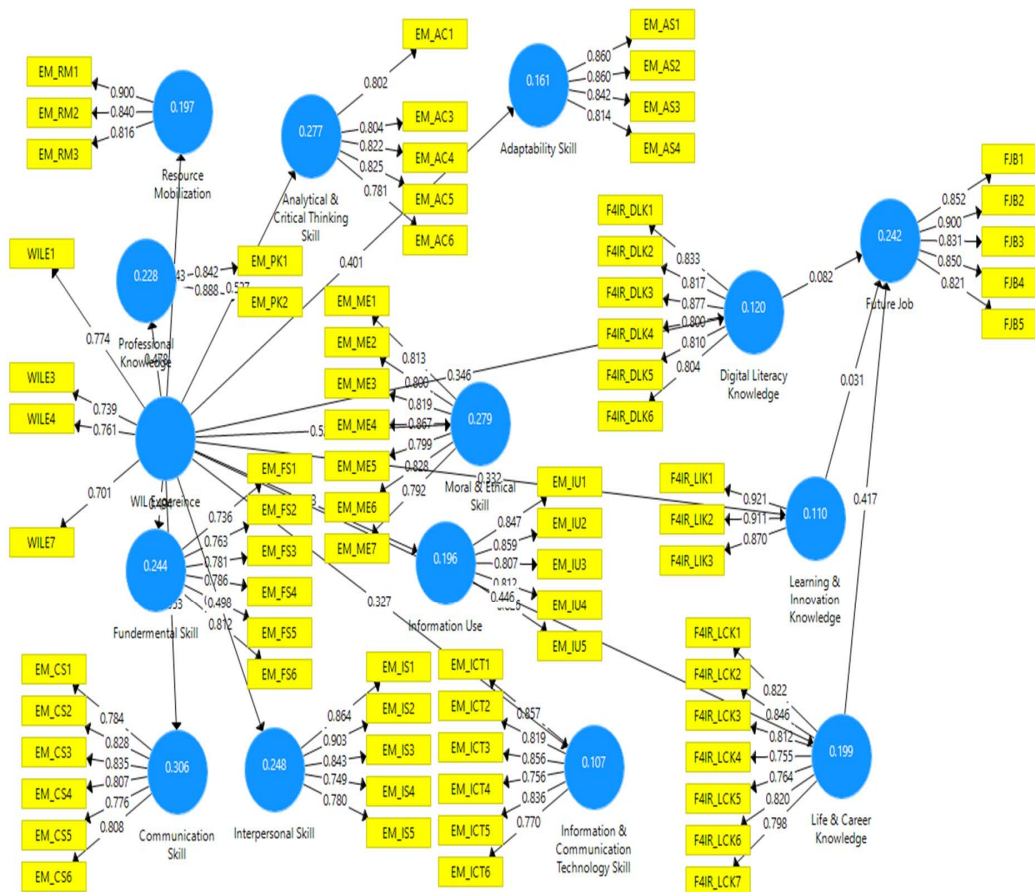 EM_RM1
EM_RM2
EM_RM3
0.900
0.840
0.816
0.197
Resource
Mobilization
EM_AC1
EM_AC3
EM_AC4
EM_AC5
EM_AC6
0.802
0.804
0.822
0.825
0.781
0.277
Analytical &
Critical Thinking
Skill
EM_AS1
EM_AS2
EM_AS3
EM_AS4
0.860
0.860
0.842
0.814
0.161
Adaptability Skill
0.401
FJB1
FJB2
FJB3
FJB4
FJB5
0.852
0.900
0.831
0.850
0.821
0.242
Future Job
0.082
0.031
0.417
F4IR_DLK1
F4IR_DLK2
F4IR_DLK3
F4IR_DLK4
F4IR_DLK5
F4IR_DLK6
0.833
0.817
0.877
0.800
0.810
0.804
0.120
Digital Literacy
Knowledge
0.346
WILE1
WILE3
WILE4
WILE7
0.774
0.739
0.761
0.701
0.228
Professional
Knowledge
EM_PK1
EM_PK2
0.842
0.888
EM_ME1
EM_ME2
EM_ME3
EM_ME4
EM_ME5
EM_ME6
EM_ME7
0.813
0.800
0.819
0.867
0.799
0.828
0.792
0.279
Moral & Ethical
Skill
0.332
F4IR_LIK1
F4IR_LIK2
F4IR_LIK3
0.921
0.911
0.870
0.110
Learning &
Innovation
Knowledge
EM_FS1
EM_FS2
EM_FS3
EM_FS4
EM_FS5
EM_FS6
0.736
0.763
0.781
0.786
0.498
0.812
0.244
Fundermental Skill
EM_IU1
EM_IU2
EM_IU3
EM_IU4
EM_IU5
0.847
0.859
0.807
0.812
0.446
0.196
Information Use
0.327
EM_CS1
EM_CS2
EM_CS3
EM_CS4
EM_CS5
EM_CS6
0.784
0.828
0.835
0.807
0.776
0.808
0.306
Communication
Skill
EM_IS1
EM_IS2
EM_IS3
EM_IS4
EM_IS5
0.864
0.903
0.843
0.749
0.780
0.248
Interpersonal Skill
EM_ICT1
EM_ICT2
EM_ICT3
EM_ICT4
EM_ICT5
EM_ICT6
0.857
0.819
0.856
0.756
0.836
0.770
0.107
Information &
Communication
Technology Skill
F4IR_LCK1
F4IR_LCK2
F4IR_LCK3
F4IR_LCK4
F4IR_LCK5
F4IR_LCK6
F4IR_LCK7
0.822
0.846
0.812
0.755
0.764
0.820
0.798
0.199
Life & Career
Knowledge